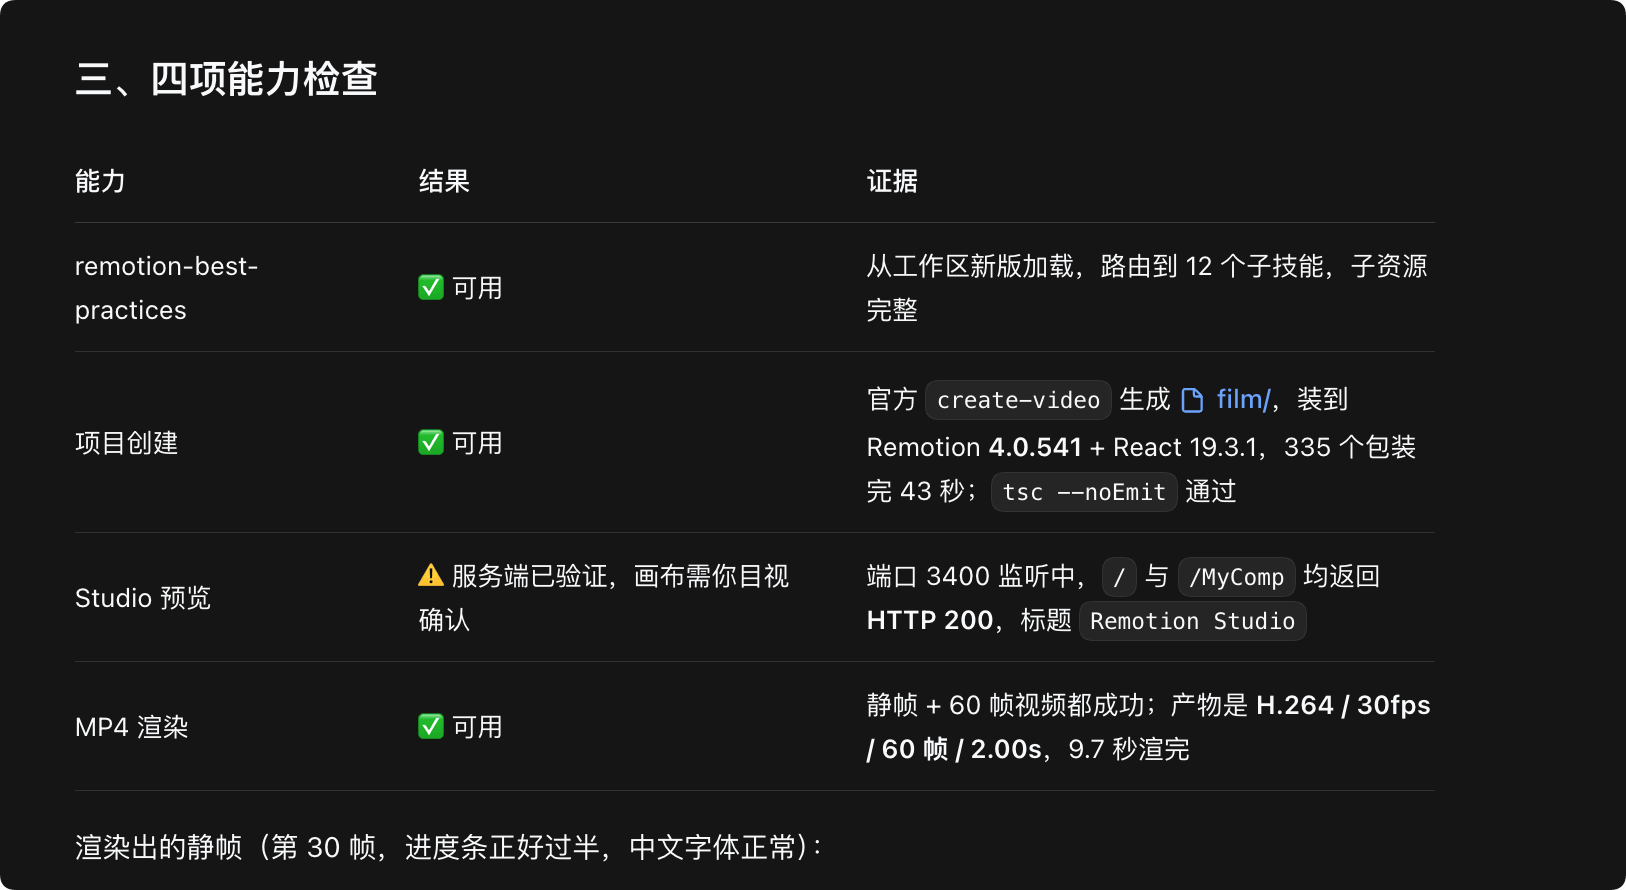 三、四项能力检查
能力 结果 证据
remotion-best-
practices
✅ 可用
从工作区新版加载，路由到 12 个子技能，子资源
完整
项目创建
✅ 可用
官方 create-video 生成 film/，装到
Remotion 4.0.541 + React 19.3.1，335 个包装
完 43 秒；tsc --noEmit 通过
Studio 预览
⚠️ 服务端已验证，画布需你目视
确认
端口 3400 监听中，/ 与 /MyComp 均返回
HTTP 200，标题 Remotion Studio
MP4 渲染
✅ 可用
静帧 + 60 帧视频都成功；产物是 H.264 / 30fps
/ 60 帧 / 2.00s，9.7 秒渲完
渲染出的静帧（第 30 帧，进度条正好过半，中文字体正常）：